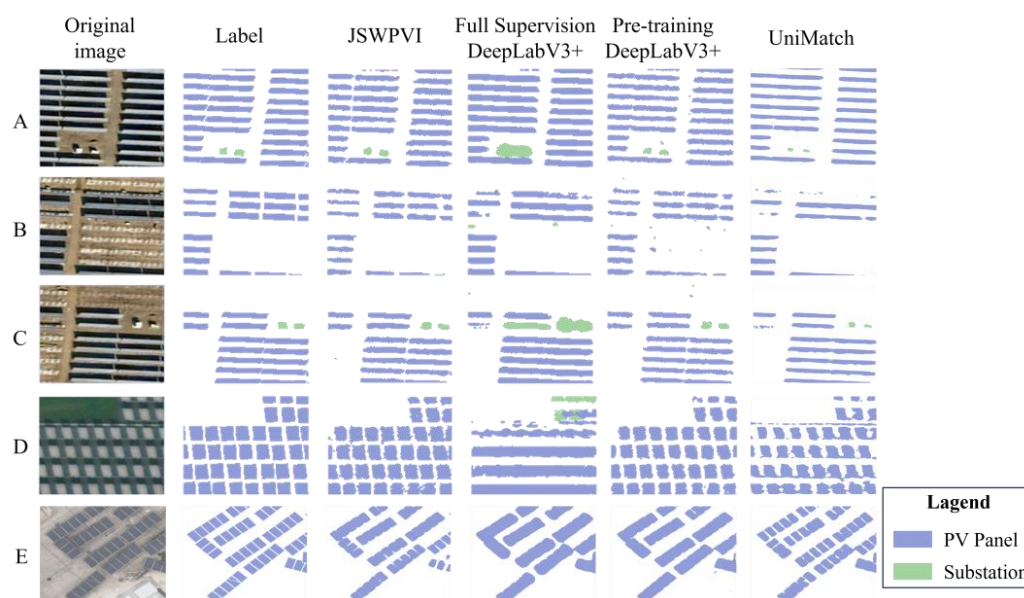 Original
image
Label
JSWPVI
Full Supervision
DeepLabV3+
Pre-training
DeepLabV3+
UniMatch
A
B
C
D
E
Lagend
PV Panel
Substation